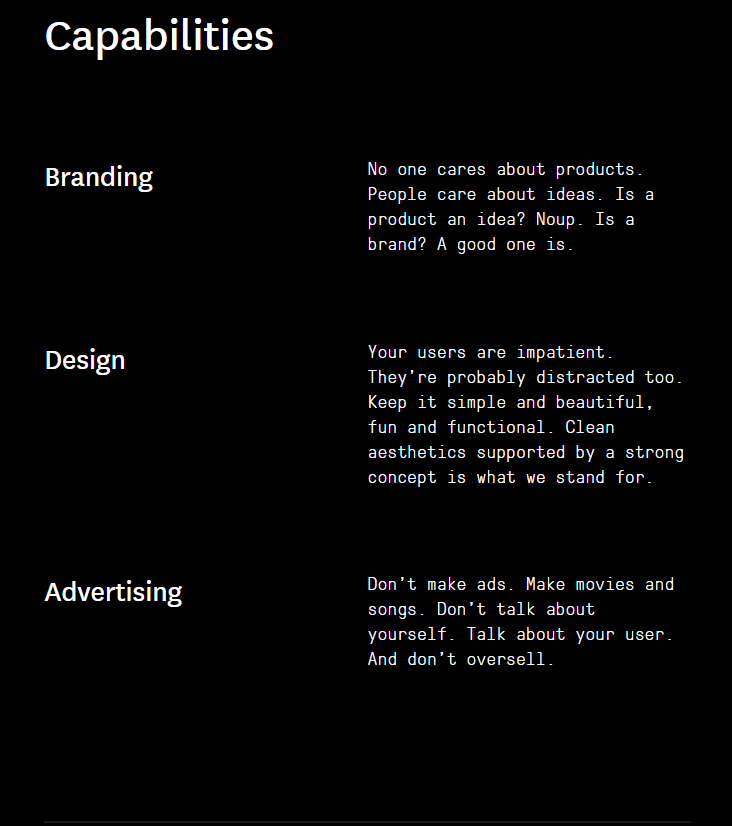 Capabilities
Branding
No one cares about products.
People care about ideas. Is a
product an idea? Noup. Is a
brand? A good one is.
Design
Your users are impatient.
They’re probably distracted too.
Keep it simple and beautiful,
fun and functional. Clean
aesthetics supported by a strong
concept is what we stand for.
Advertising
Don’t make ads. Make movies and
songs. Don’t talk about
yourself. Talk about your user.
And don’t oversell.